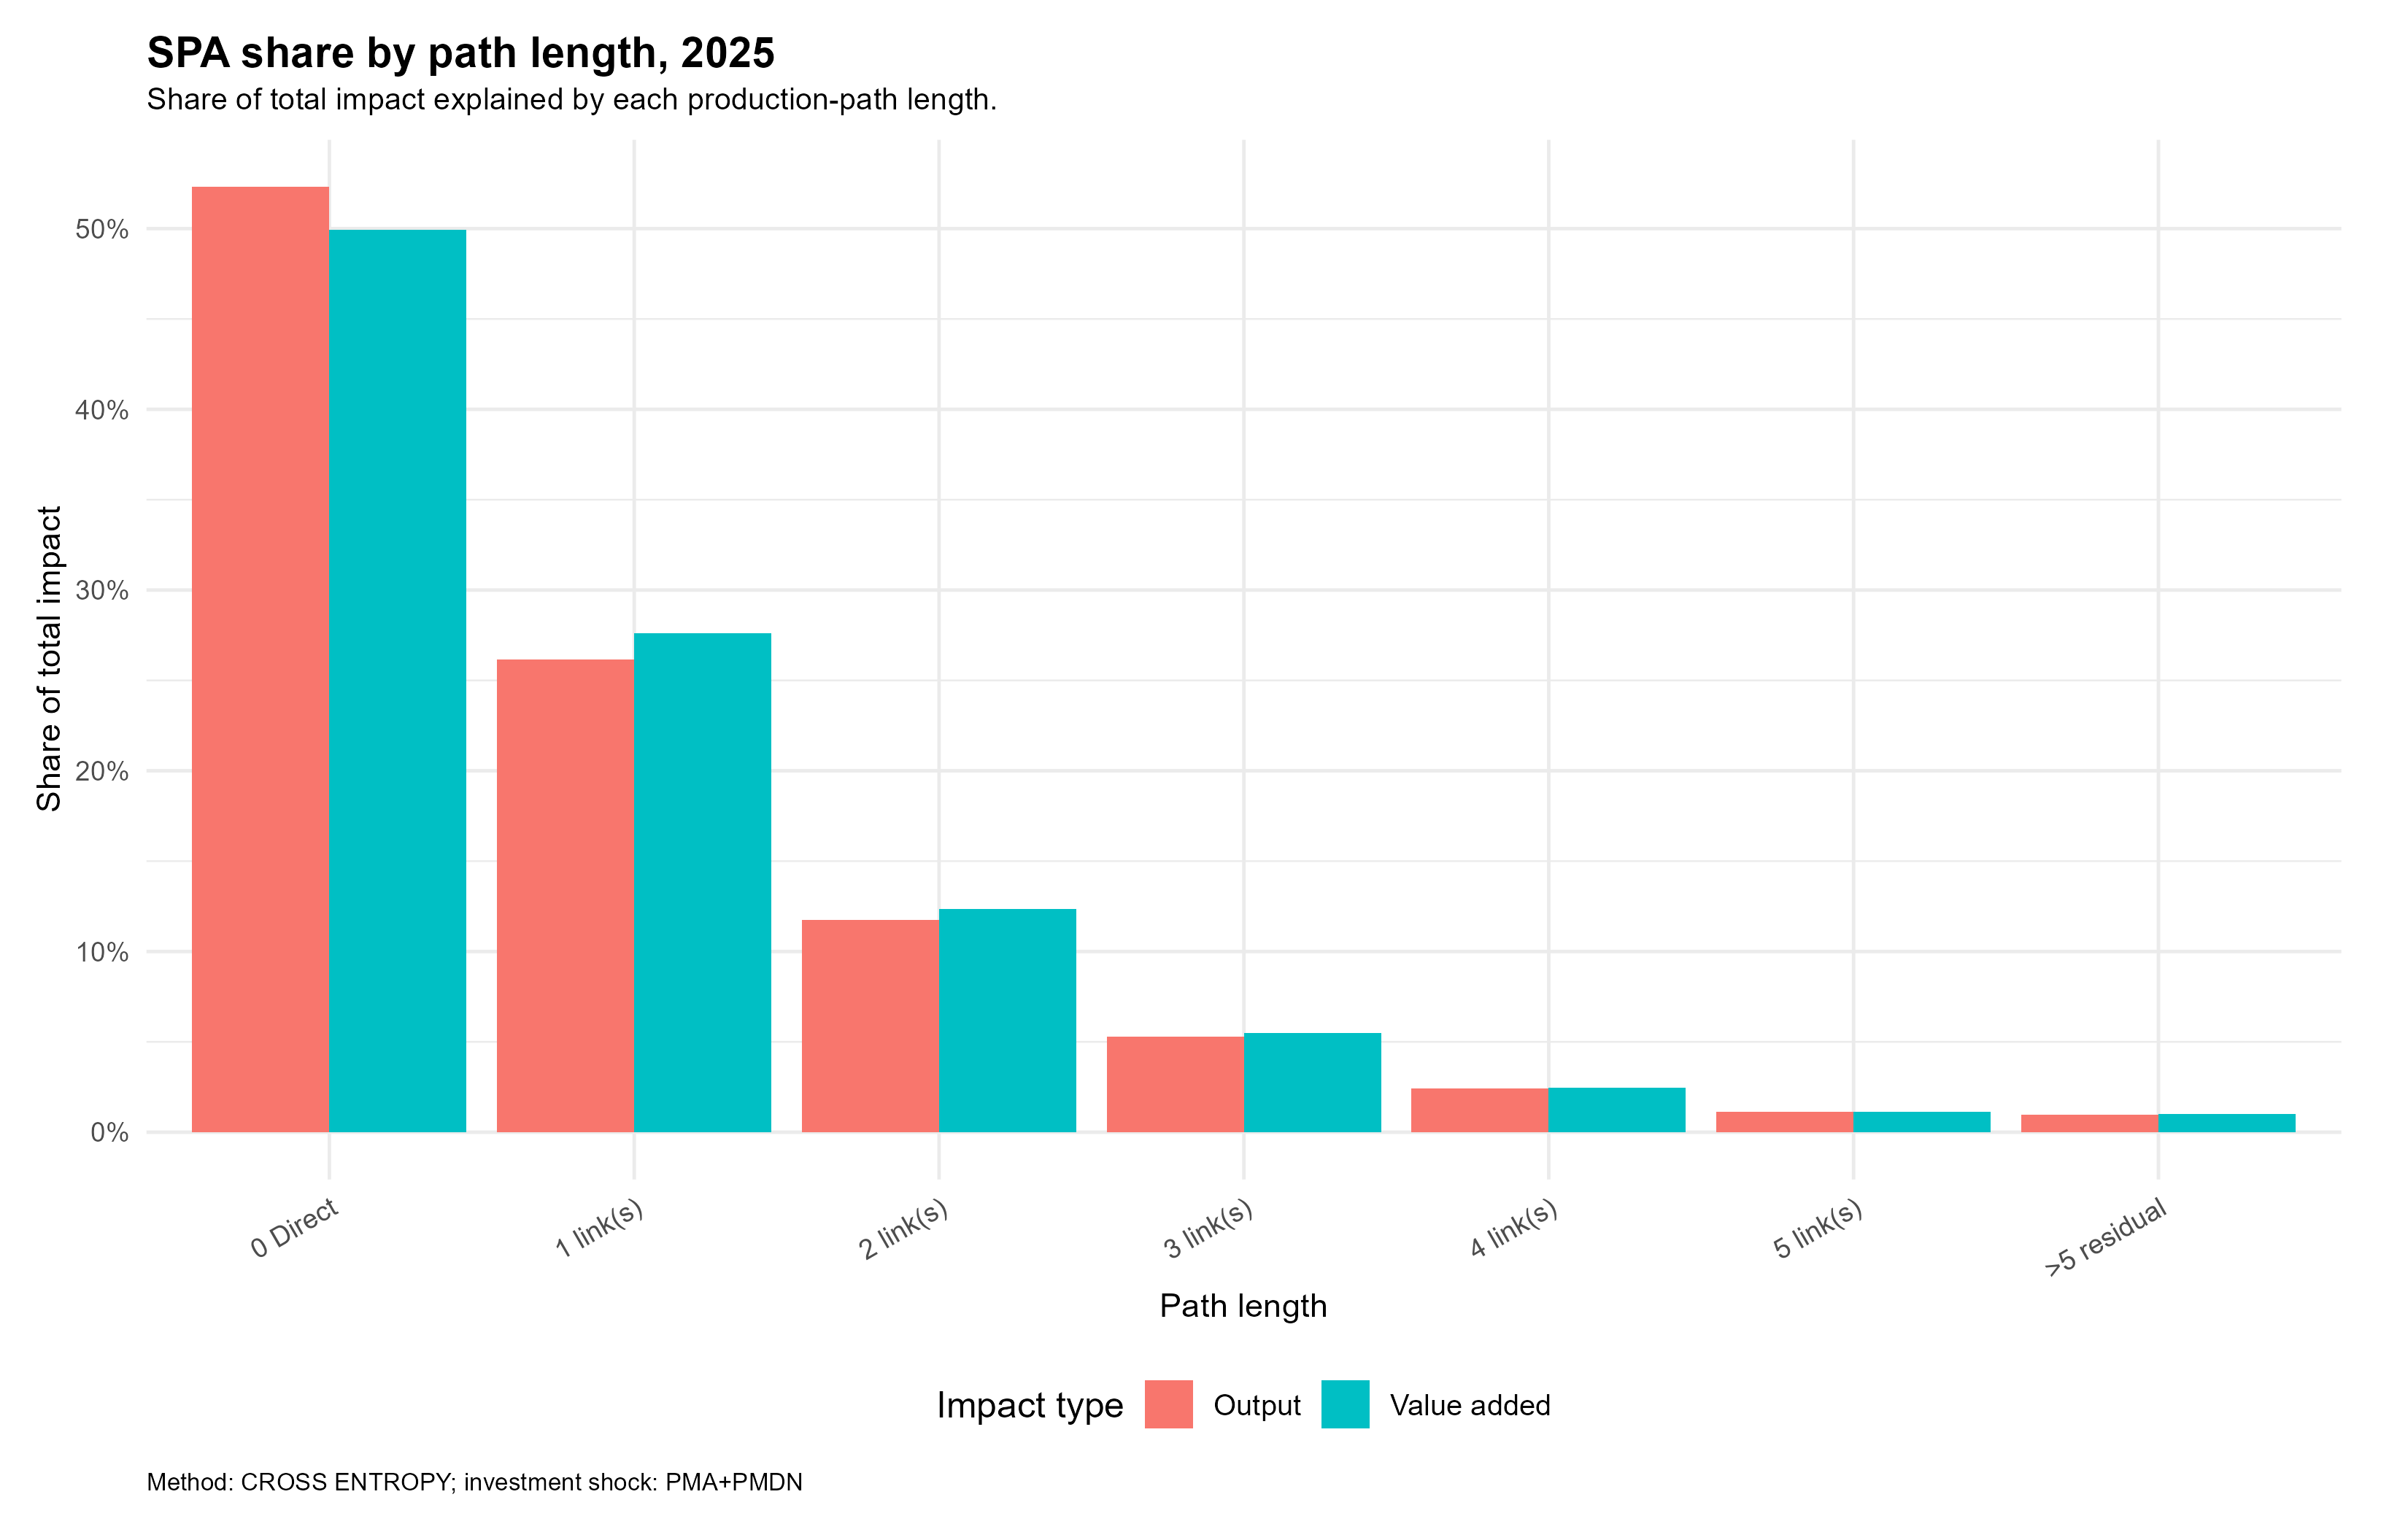 SPA share by path length, 2025
Share of total impact explained by each production-path length.
Share of total impact
50%
40%
30%
20%
10%
0%
0 Direct
1 link(s)
2 link(s)
3 link(s)
4 link(s)
5 link(s)
>5 residual
Path length
Impact type
Output
Value added
Method: CROSS ENTROPY; investment shock: PMA+PMDN